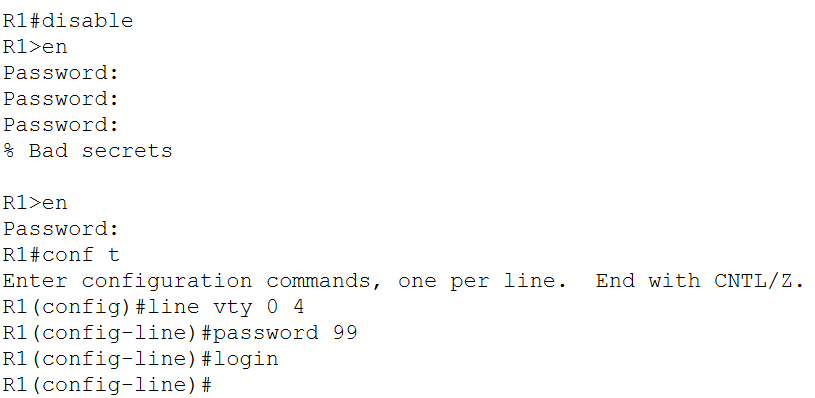 R1#disable
R1>en
Password:
Password:
Password:
% Bad secrets

R1>en
Password:
R1#conf t
Enter configuration commands, one per line.  End with CNTL/Z.
R1(config)#line vty 0 4
R1(config-line)#password 99
R1(config-line)#login
R1(config-line)#